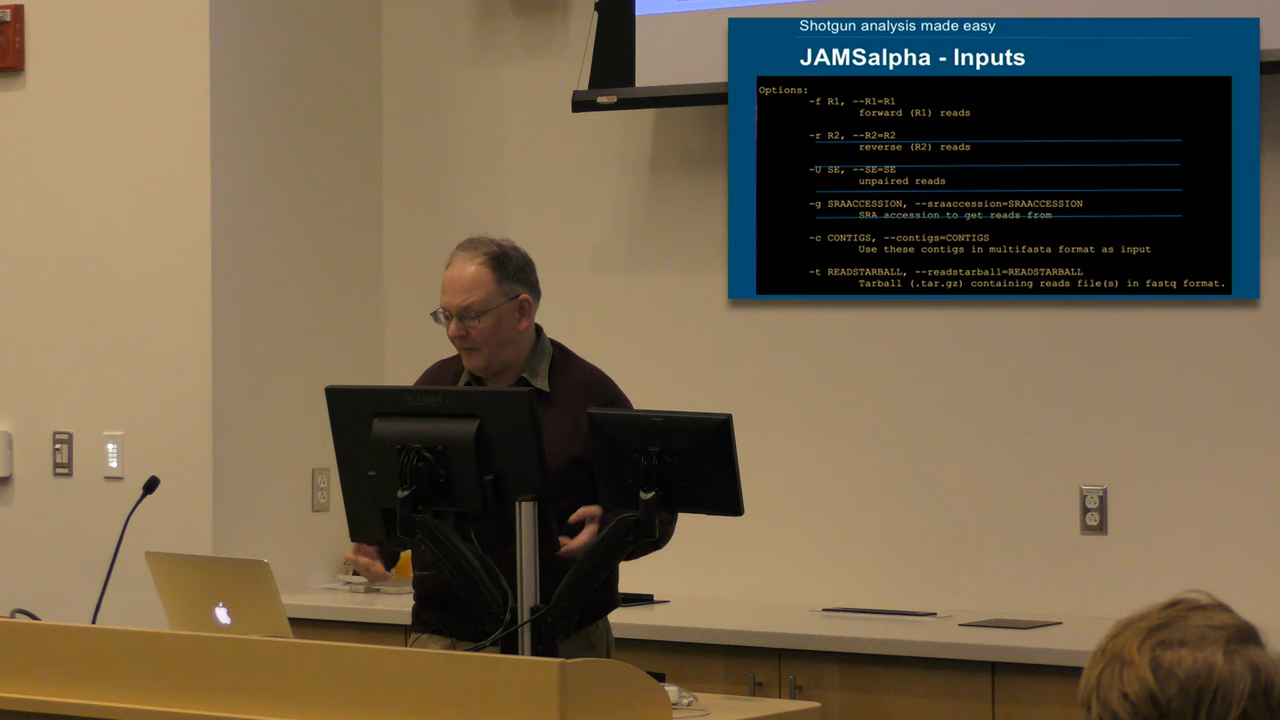 Shotgun analysis made easy
JAMSalpha - Inputs
Options:
-f R1, --R1=R1
forward (R1) reads
-r R2, --R2=R2
reverse (R2) reads
-U SE, --SE=SE
unpaired reads
-g SRAACCESSION, --sraaccession=SRAACCESSION
SRA accession to get reads from
-c CONTIGS, --contigs=CONTIGS
Use these contigs in multifasta format as input
-t READSTARBALL, --readstarball=READSTARBALL
Tarball (.tar.gz) containing reads file(s) in fastq format.